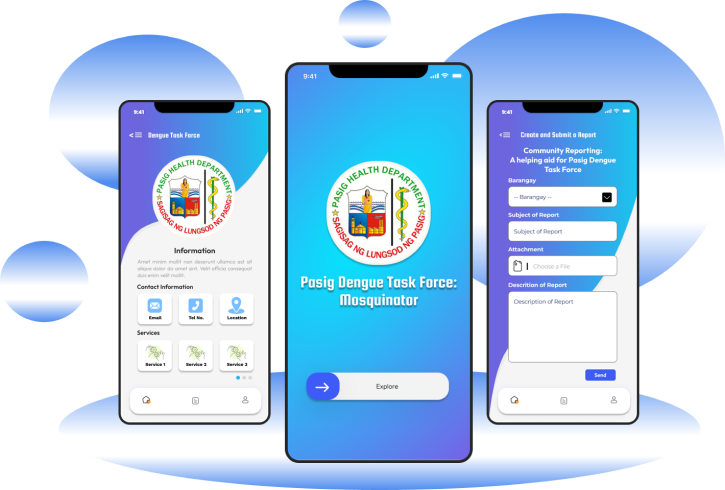 9:41
Dengue Task Force
PASIG HEALTH DEPARTMENT
SAGISAG NG LUNGSOD NG PASIG
Information
Amet minim mollit non deserunt ullamco est sit
aliqua dolor do amet sint. Velit officia consequat
duis enim velit mollit.
Contact Information
Email
Tel No.
Location
Services
Service 1
Service 2
Service 3
9:41
PASIG HEALTH DEPARTMENT
SAGISAG NG LUNGSOD NG PASIG
Pasig Dengue Task Force:
Mosquinator
Explore
9:41
Create and Submit a Report
Community Reporting:
A helping aid for Pasig Dengue
Task Force
Barangay
-- Barangay --
Subject of Report
Subject of Report
Attachment
Choose a File
Descrition of Report
Description of Report
Send